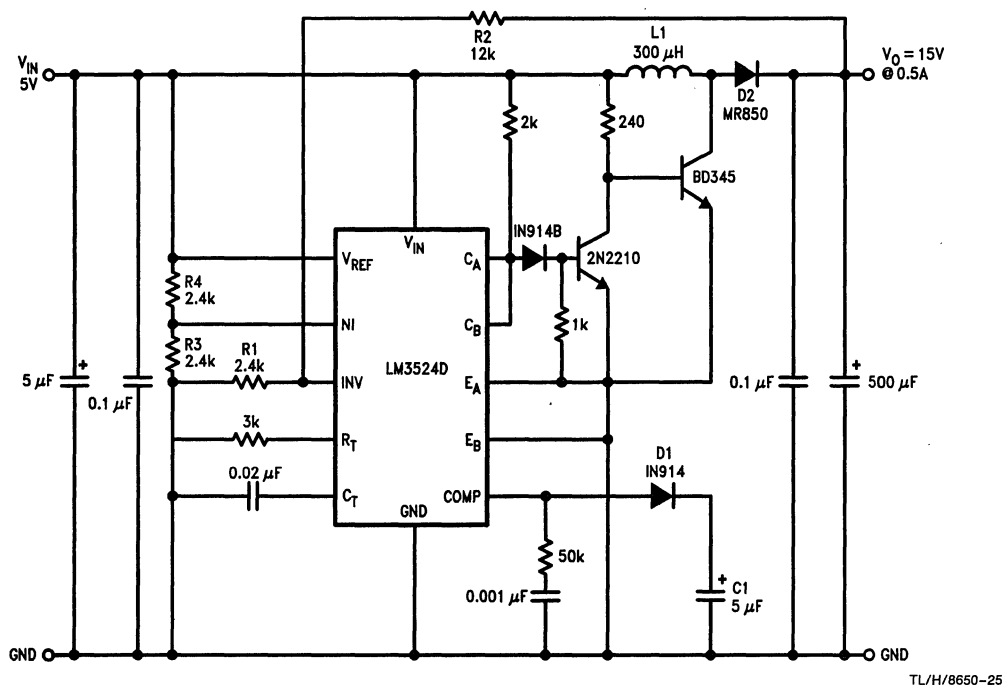 R2
12k
L1
300 μH
V_IN
5V
V_O = 15V
@ 0.5A
D2
MR850
2k
240
BD345
IN914B
2N2210
V_IN
V_REF
C_A
R4
2.4k
NI
C_B
1k
R3
2.4k
R1
2.4k
LM3524D
5 μF
+
0.1 μF
INV
E_A
0.1 μF
+
500 μF
3k
R_T
E_B
D1
IN914
0.02 μF
C_T
COMP
GND
50k
0.001 μF
+
C1
5 μF
GND
GND
TL/H/8650-25